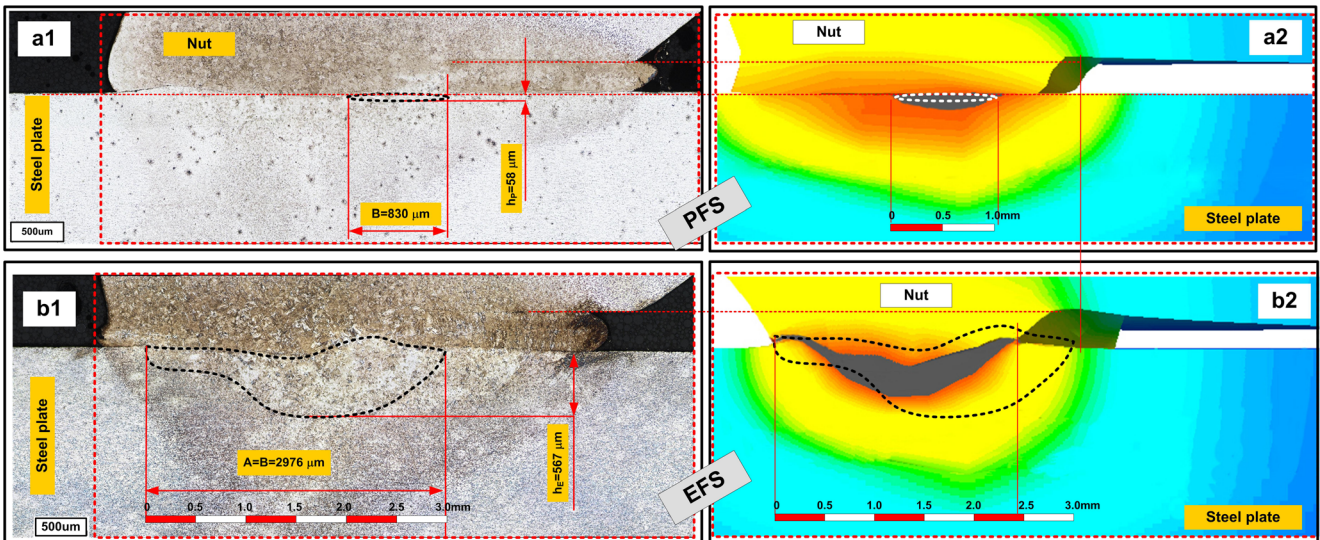 a1
Nut
Steel plate
500um
B=830 μm
hP=58 μm
PFS
Nut
a2
0 0.5 1.0mm
Steel plate
b1
Steel plate
500um
A=B=2976 μm
0 0.5 1.0 1.5 2.0 2.5 3.0mm
hE=567 μm
EFS
Nut
b2
0 0.5 1.0 1.5 2.0 2.5 3.0mm
Steel plate